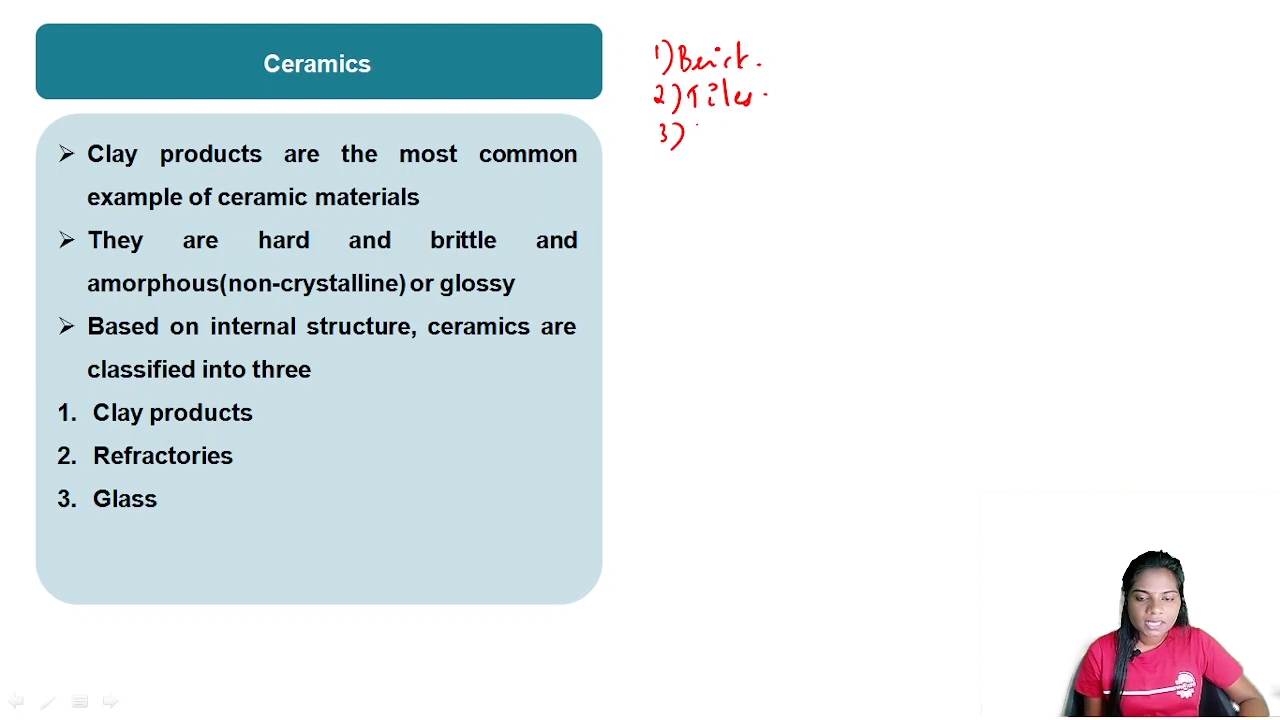 Ceramics
➢ Clay products are the most common
example of ceramic materials
➢ They are hard and brittle and
amorphous(non-crystalline) or glossy
➢ Based on internal structure, ceramics are
classified into three
1. Clay products
2. Refractories
3. Glass
1) Brick.
2) Tiles.
3)